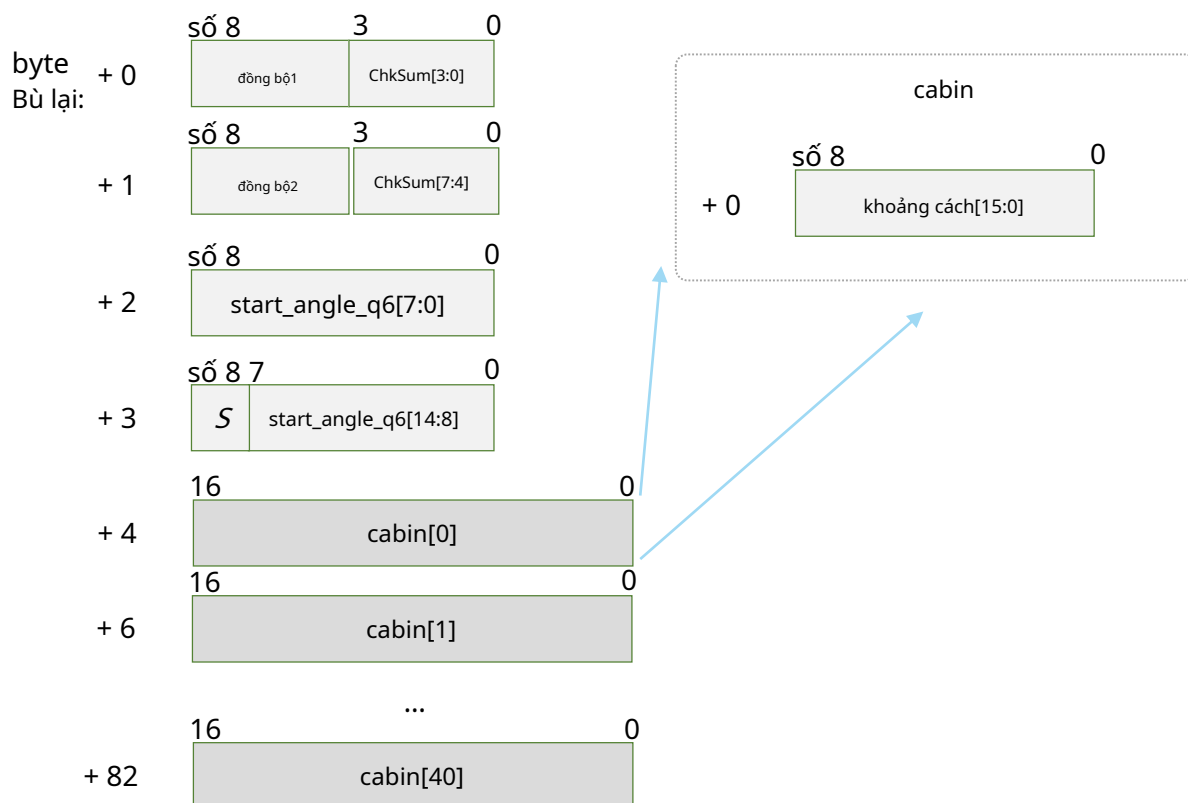 số 8 3 0
byte
Bù lại:
+ 0
đồng bộ1
ChkSum[3:0]
số 8 3 0
+ 1
đồng bộ2
ChkSum[7:4]
số 8 0
+ 2
start_angle_q6[7:0]
số 8 7 0
+ 3
S
start_angle_q6[14:8]
16 0
+ 4
cabin[0]
16 0
+ 6
cabin[1]
...
16 0
+ 82
cabin[40]
cabin
số 8 0
+ 0
khoảng cách[15:0]